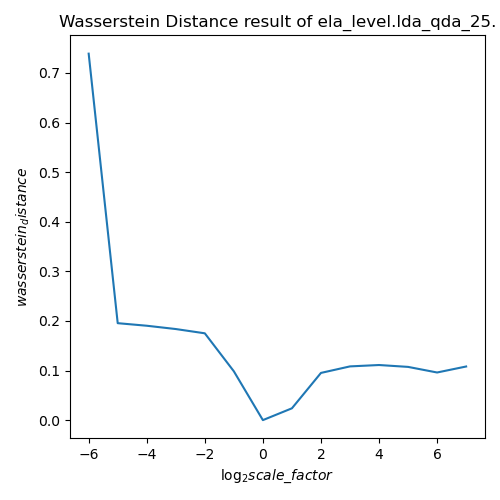 Wasserstein Distance result of ela_level.lda_qda_25.
0.7
0.6
0.5
0.4
0.3
0.2
0.1
0.0
wasserstein_distance
−6 −4 −2 0 2 4 6
log₂scale_factor